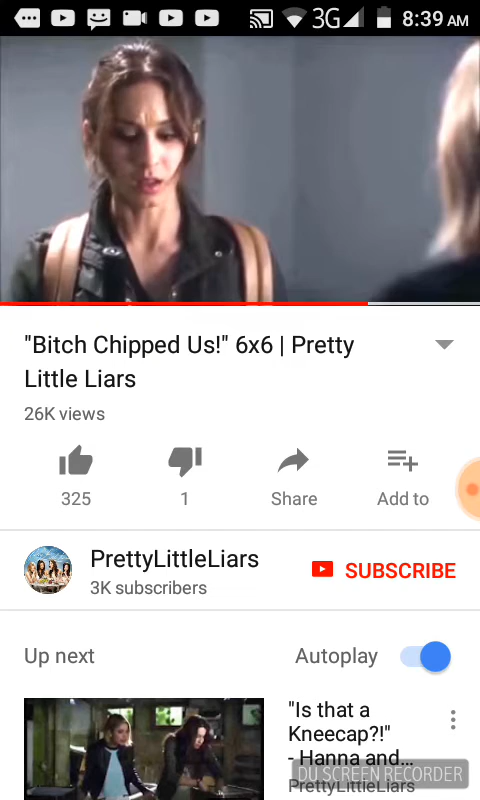 3G 8:39 AM
"Bitch Chipped Us!" 6x6 | Pretty
Little Liars
26K views
325 1 Share Add to
PrettyLittleLiars
3K subscribers
SUBSCRIBE
Up next Autoplay
"Is that a
Kneecap?!"
- Hanna and...
PrettyLittleLiars
DU SCREEN RECORDER